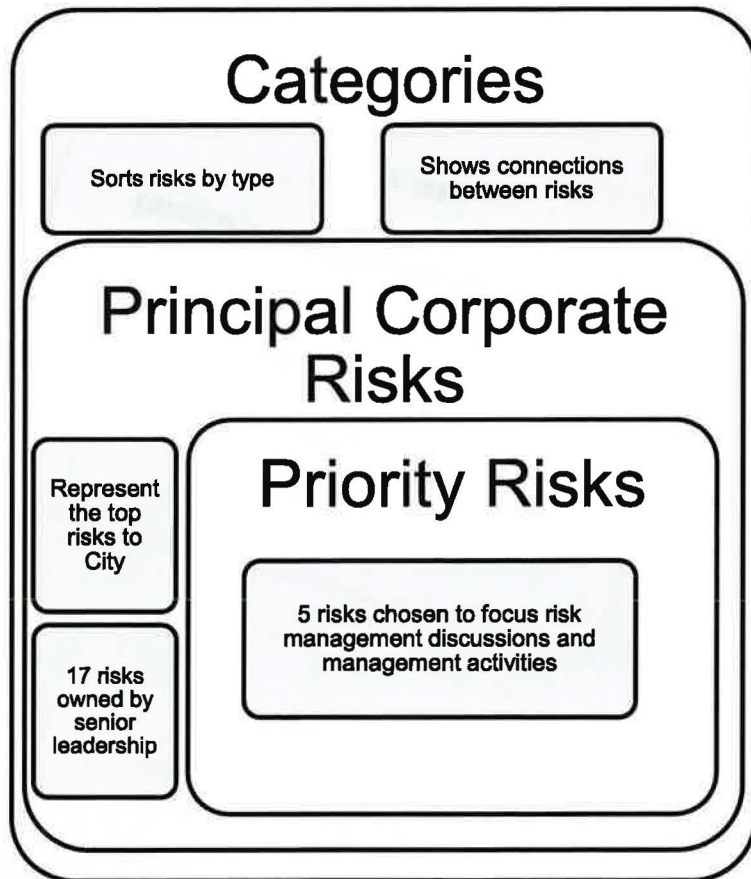 Categories
Sorts risks by type
Shows connections
between risks
Principal Corporate
Risks
Represent
the top
risks to
City
17 risks
owned by
senior
leadership
Priority Risks
5 risks chosen to focus risk
management discussions and
management activities